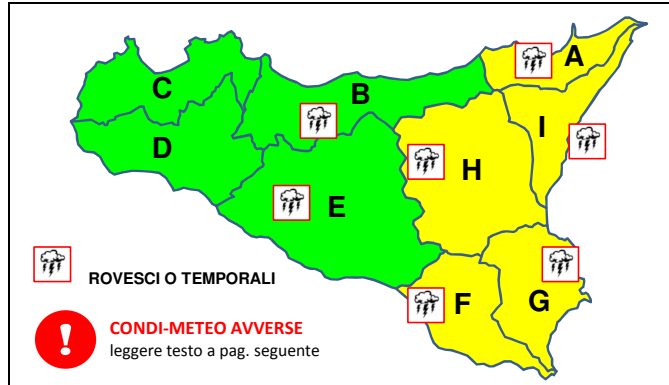 A
C
B
I
D
H
E
F
G
ROVESCI O TEMPORALI
CONDI-METEO AVVERSE
leggere testo a pag. seguente